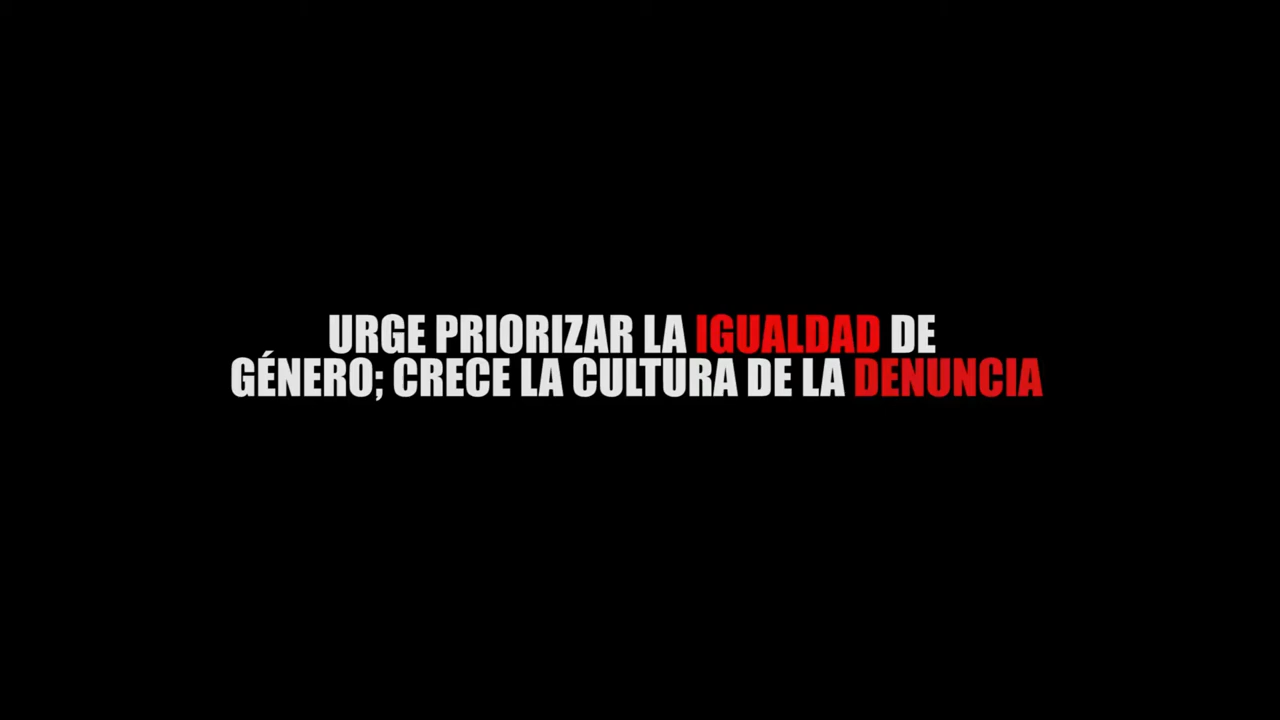 URGE PRIORIZAR LA IGUALDAD DE
GÉNERO; CRECE LA CULTURA DE LA DENUNCIA